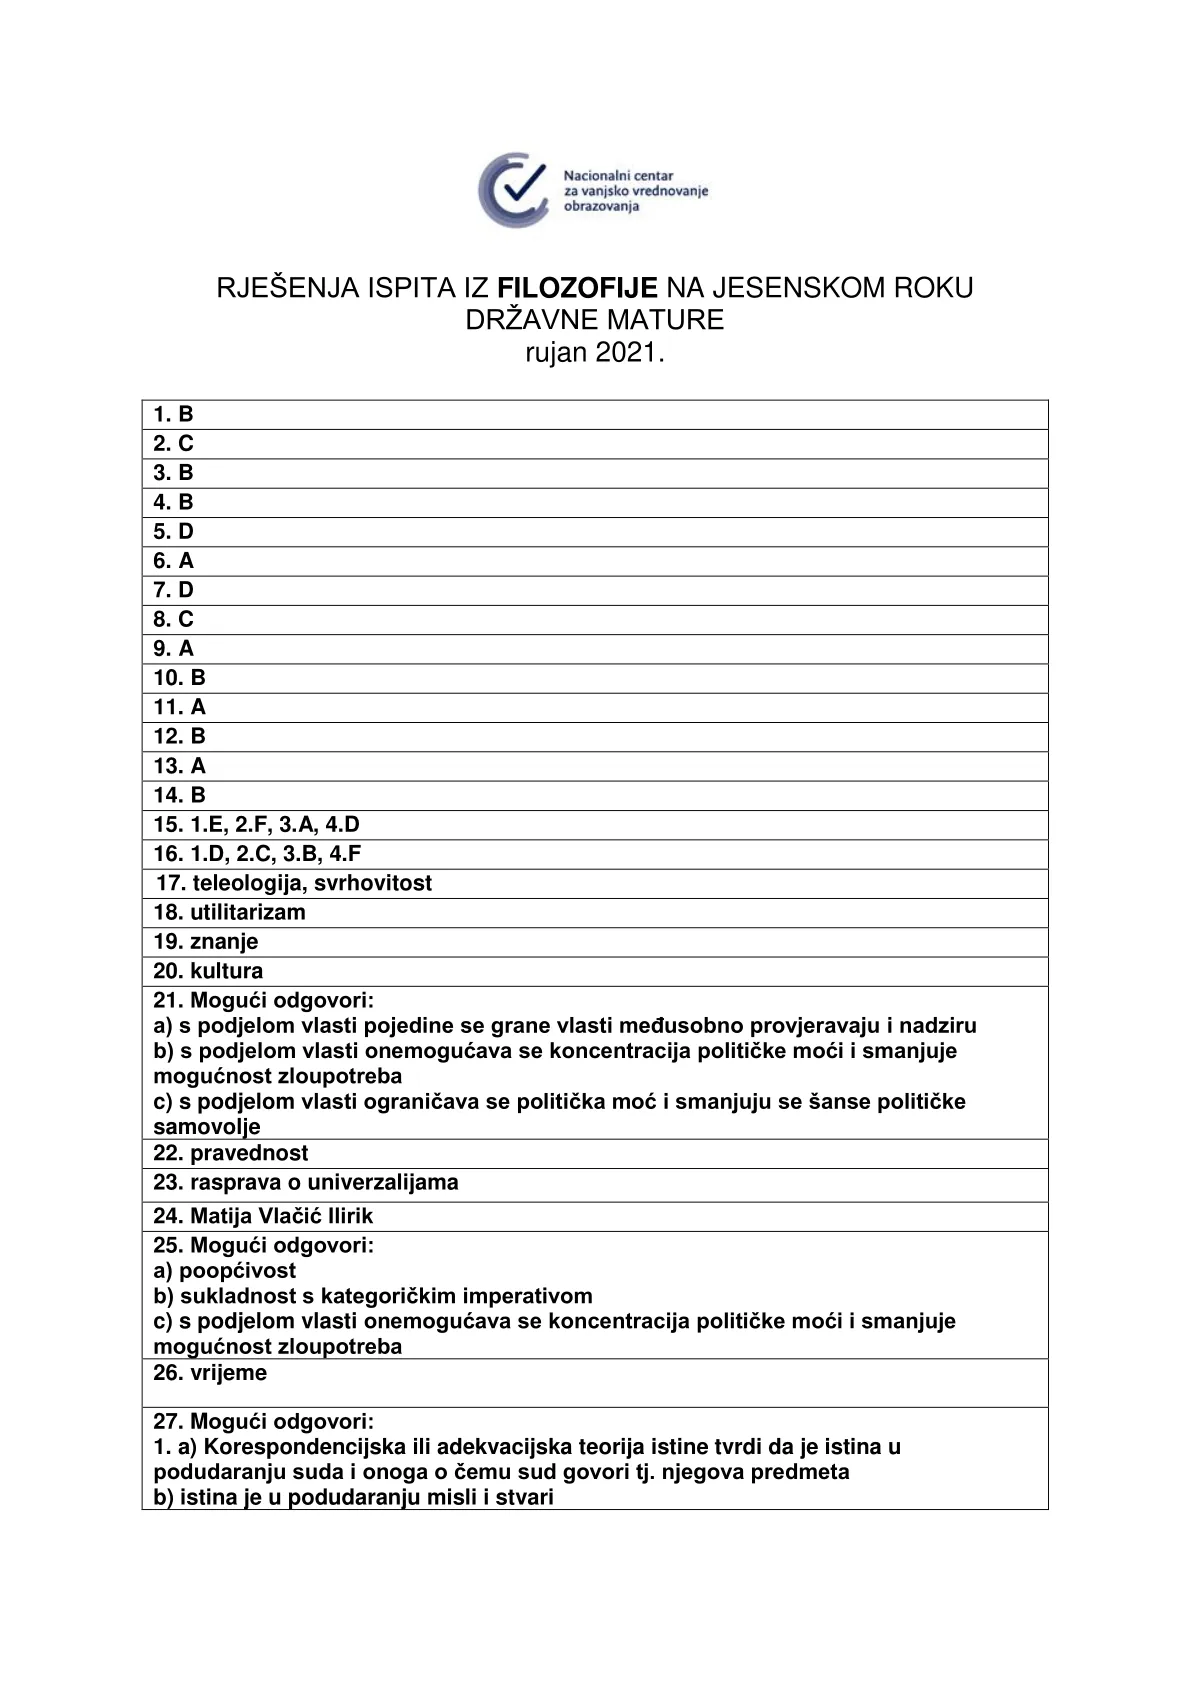 Nacionalni centar
za vanjsko vrednovanje
obrazovanja
RJEŠENJA ISPITA IZ FILOZOFIJE NA JESENSKOM ROKU
DRŽAVNE MATURE
rujan 2021.
1. B
2. C
3. B
4. B
5. D
6. A
7. D
8. C
9. A
10. B
11. A
12. B
13. A
14. B
15. 1.E, 2.F, 3.A, 4.D
16. 1.D, 2.C, 3.B, 4.F
17. teleologija, svrhovitost
18. utilitarizam
19. znanje
20. kultura
21. Mogući odgovori:
a) s podjelom vlasti pojedine se grane vlasti međusobno provjeravaju i nadziru
b) s podjelom vlasti onemogućava se koncentracija političke moći i smanjuje
mogućnost zloupotreba
c) s podjelom vlasti ograničava se politička moć i smanjuju se šanse političke
samovolje
22. pravednost
23. rasprava o univerzalijama
24. Matija Vlačić Ilirik
25. Mogući odgovori:
a) poopćivost
b) sukladnost s kategoričkim imperativom
c) s podjelom vlasti onemogućava se koncentracija političke moći i smanjuje
mogućnost zloupotreba
26. vrijeme
27. Mogući odgovori:
1. a) Korespondencijska ili adekvacijska teorija istine tvrdi da je istina u
podudaranju suda i onoga o čemu sud govori tj. njegova predmeta
b) istina je u podudaranju misli i stvari